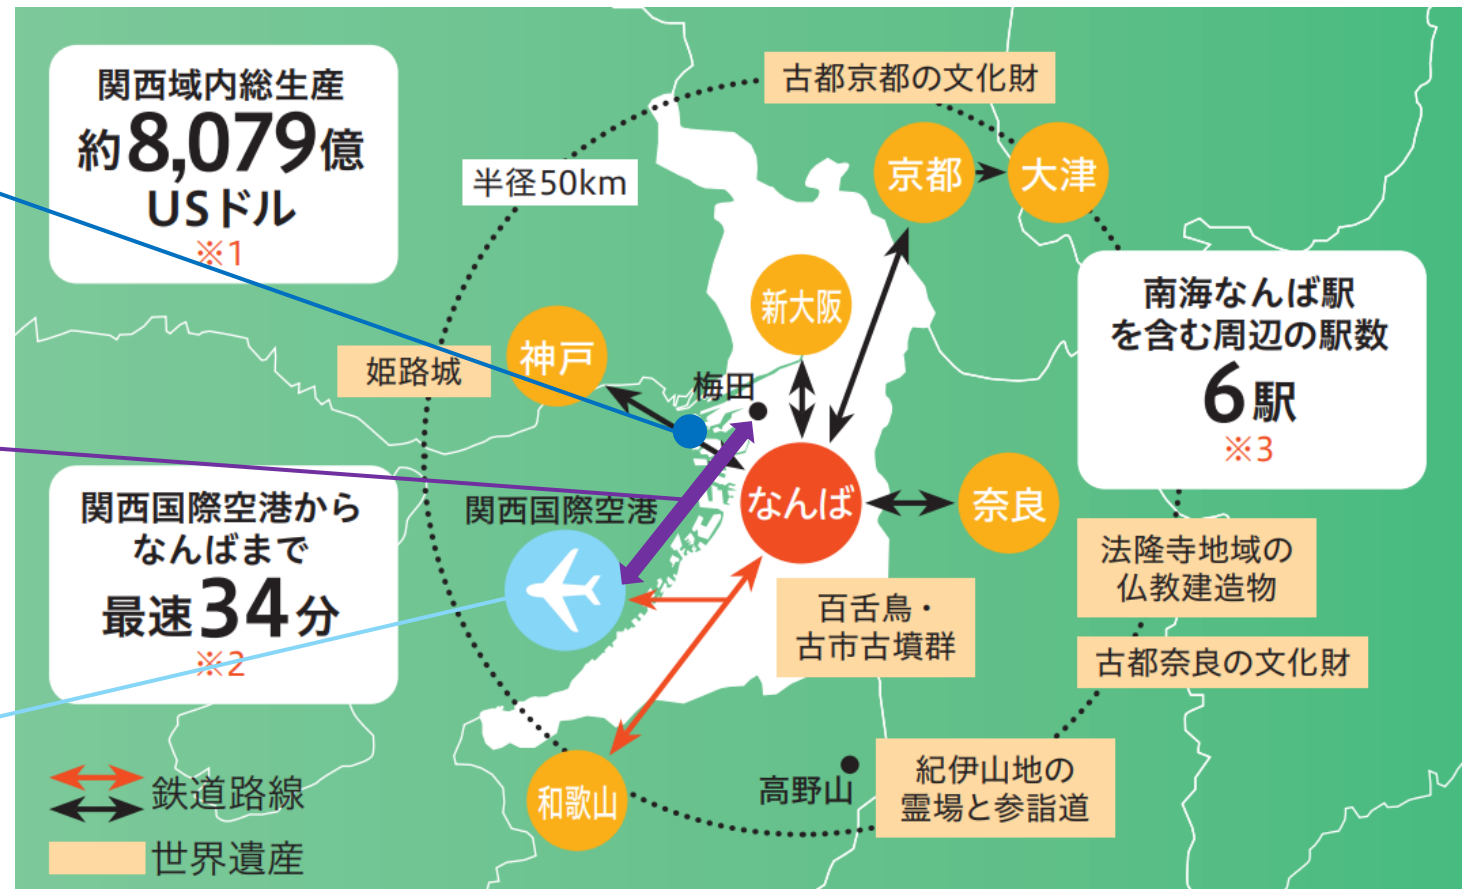 関西域内総生産
約8,079億
USドル
※1
古都京都の文化財
半径50km
京都
大津
新大阪
南海なんば駅
を含む周辺の駅数
6駅
※3
神戸
姫路城
梅田
関西国際空港から
なんばまで
最速34分
※2
関西国際空港
なんば
奈良
法隆寺地域の
仏教建造物
百舌鳥・
古市古墳群
古都奈良の文化財
和歌山
高野山
紀伊山地の
霊場と参詣道
鉄道路線
世界遺産